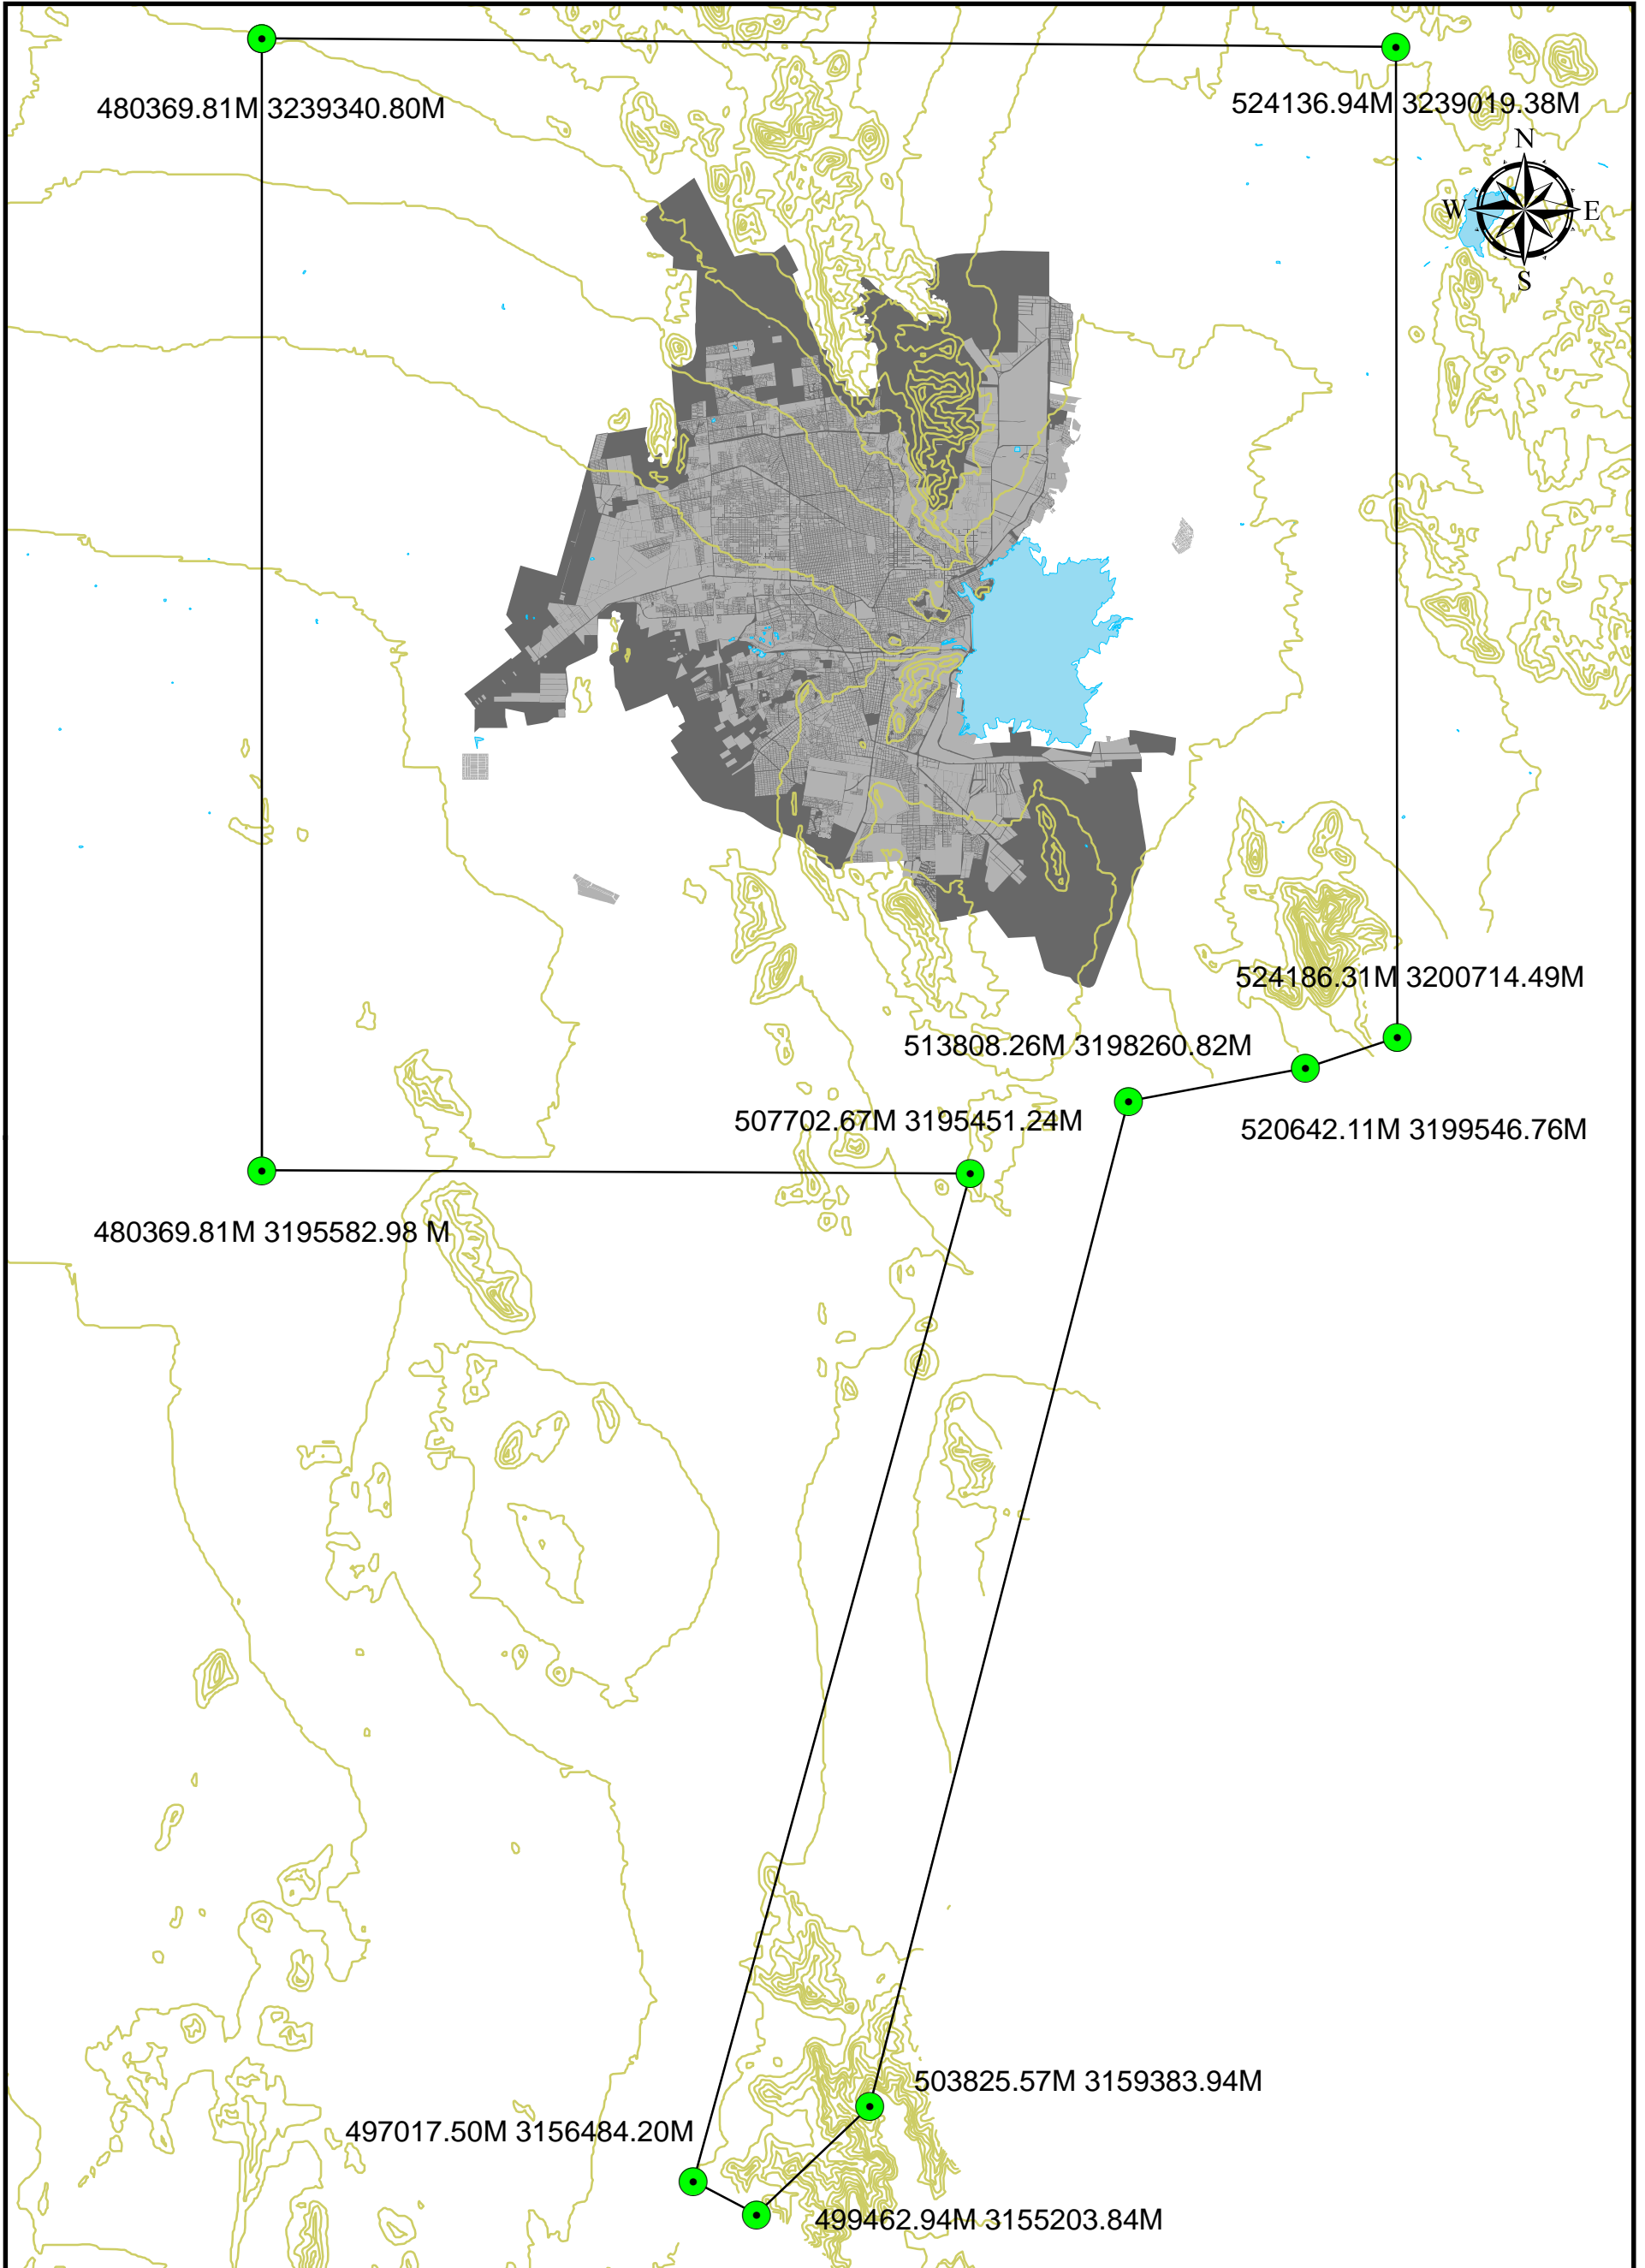 480369.81M 3239340.80M
524136.94M 3239019.38M
N
W
E
S
524186.31M 3200714.49M
513808.26M 3198260.82M
507702.67M 3195451.24M
520642.11M 3199546.76M
480369.81M 3195582.98 M
503825.57M 3159383.94M
497017.50M 3156484.20M
499462.94M 3155203.84M